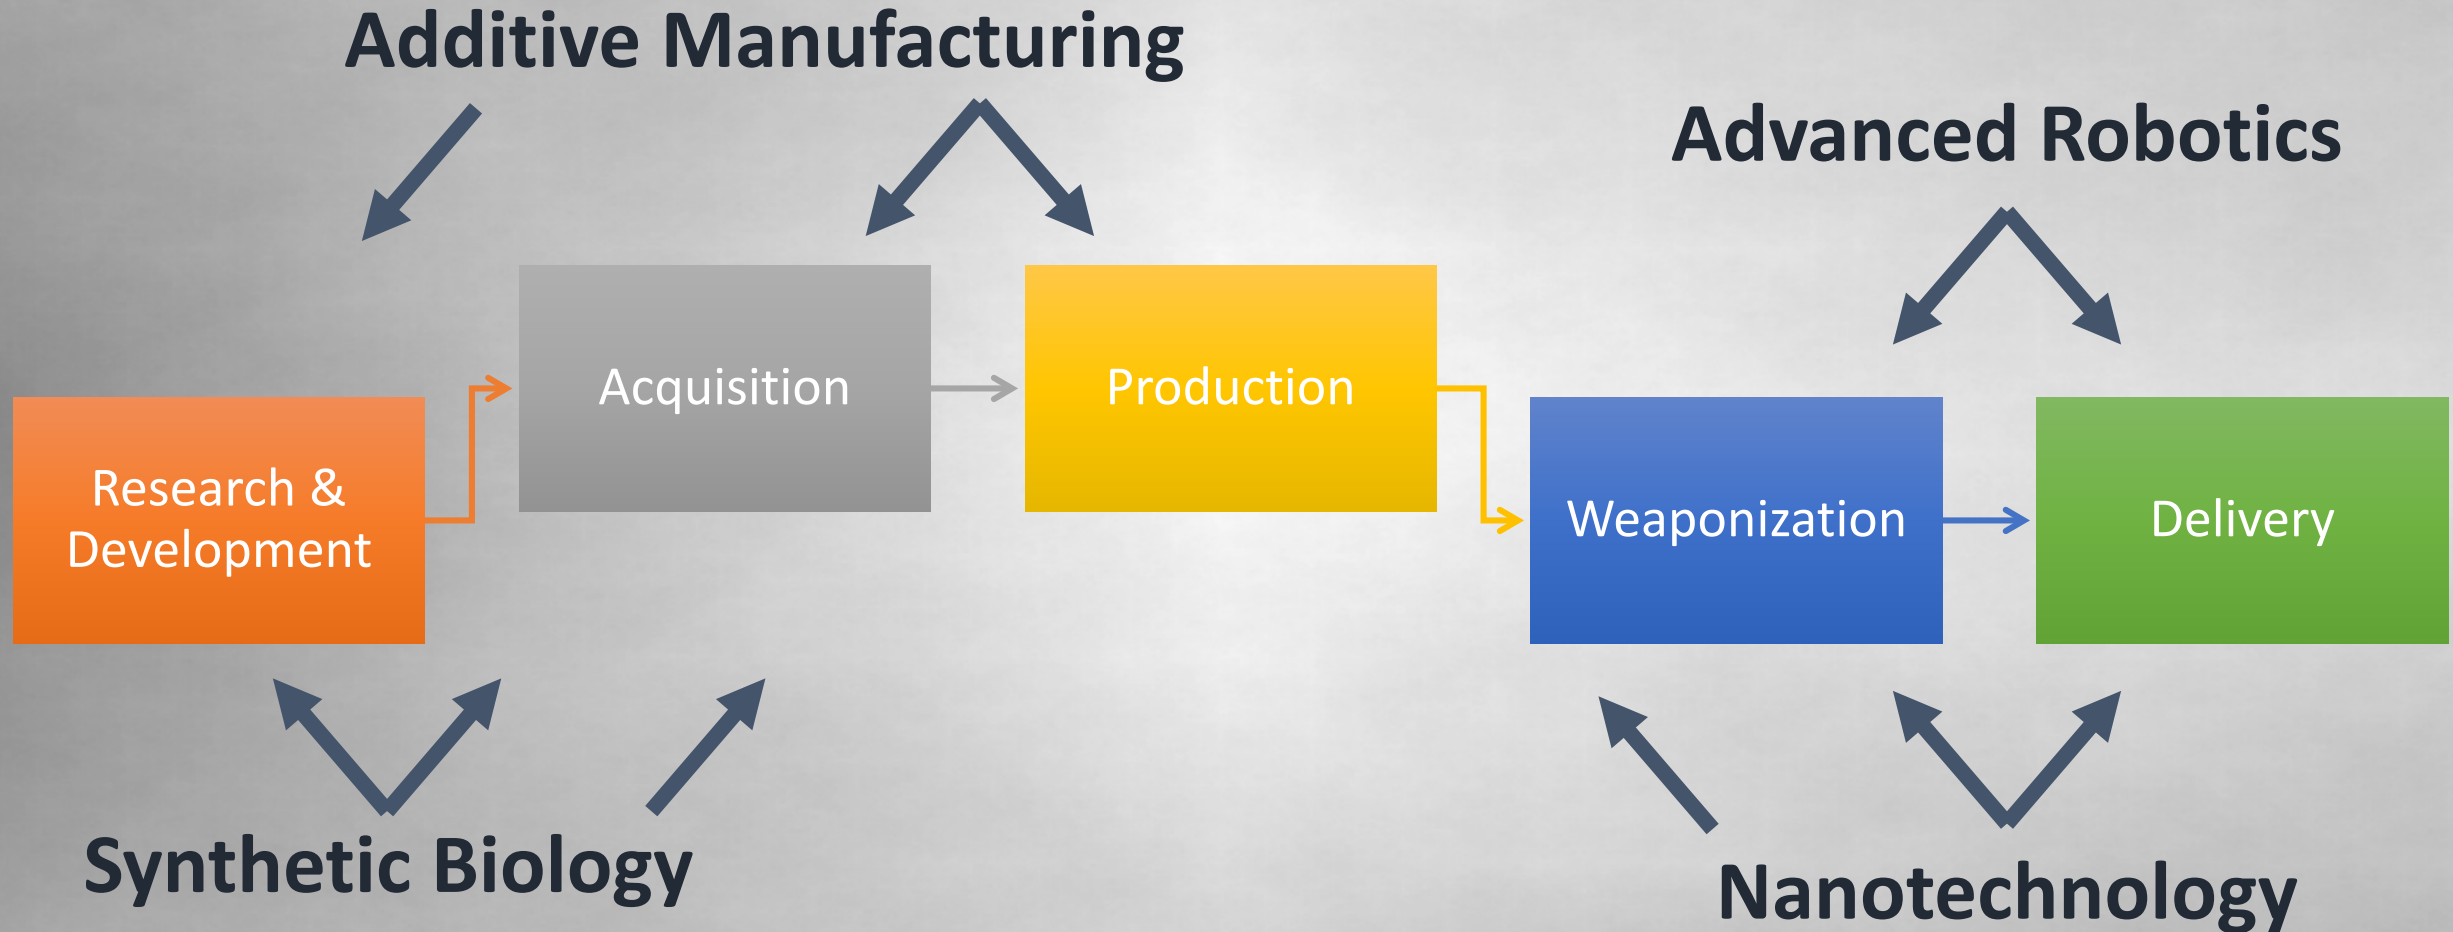 Additive Manufacturing
Advanced Robotics
Acquisition
Production
Research &
Development
Weaponization
Delivery
Synthetic Biology
Nanotechnology